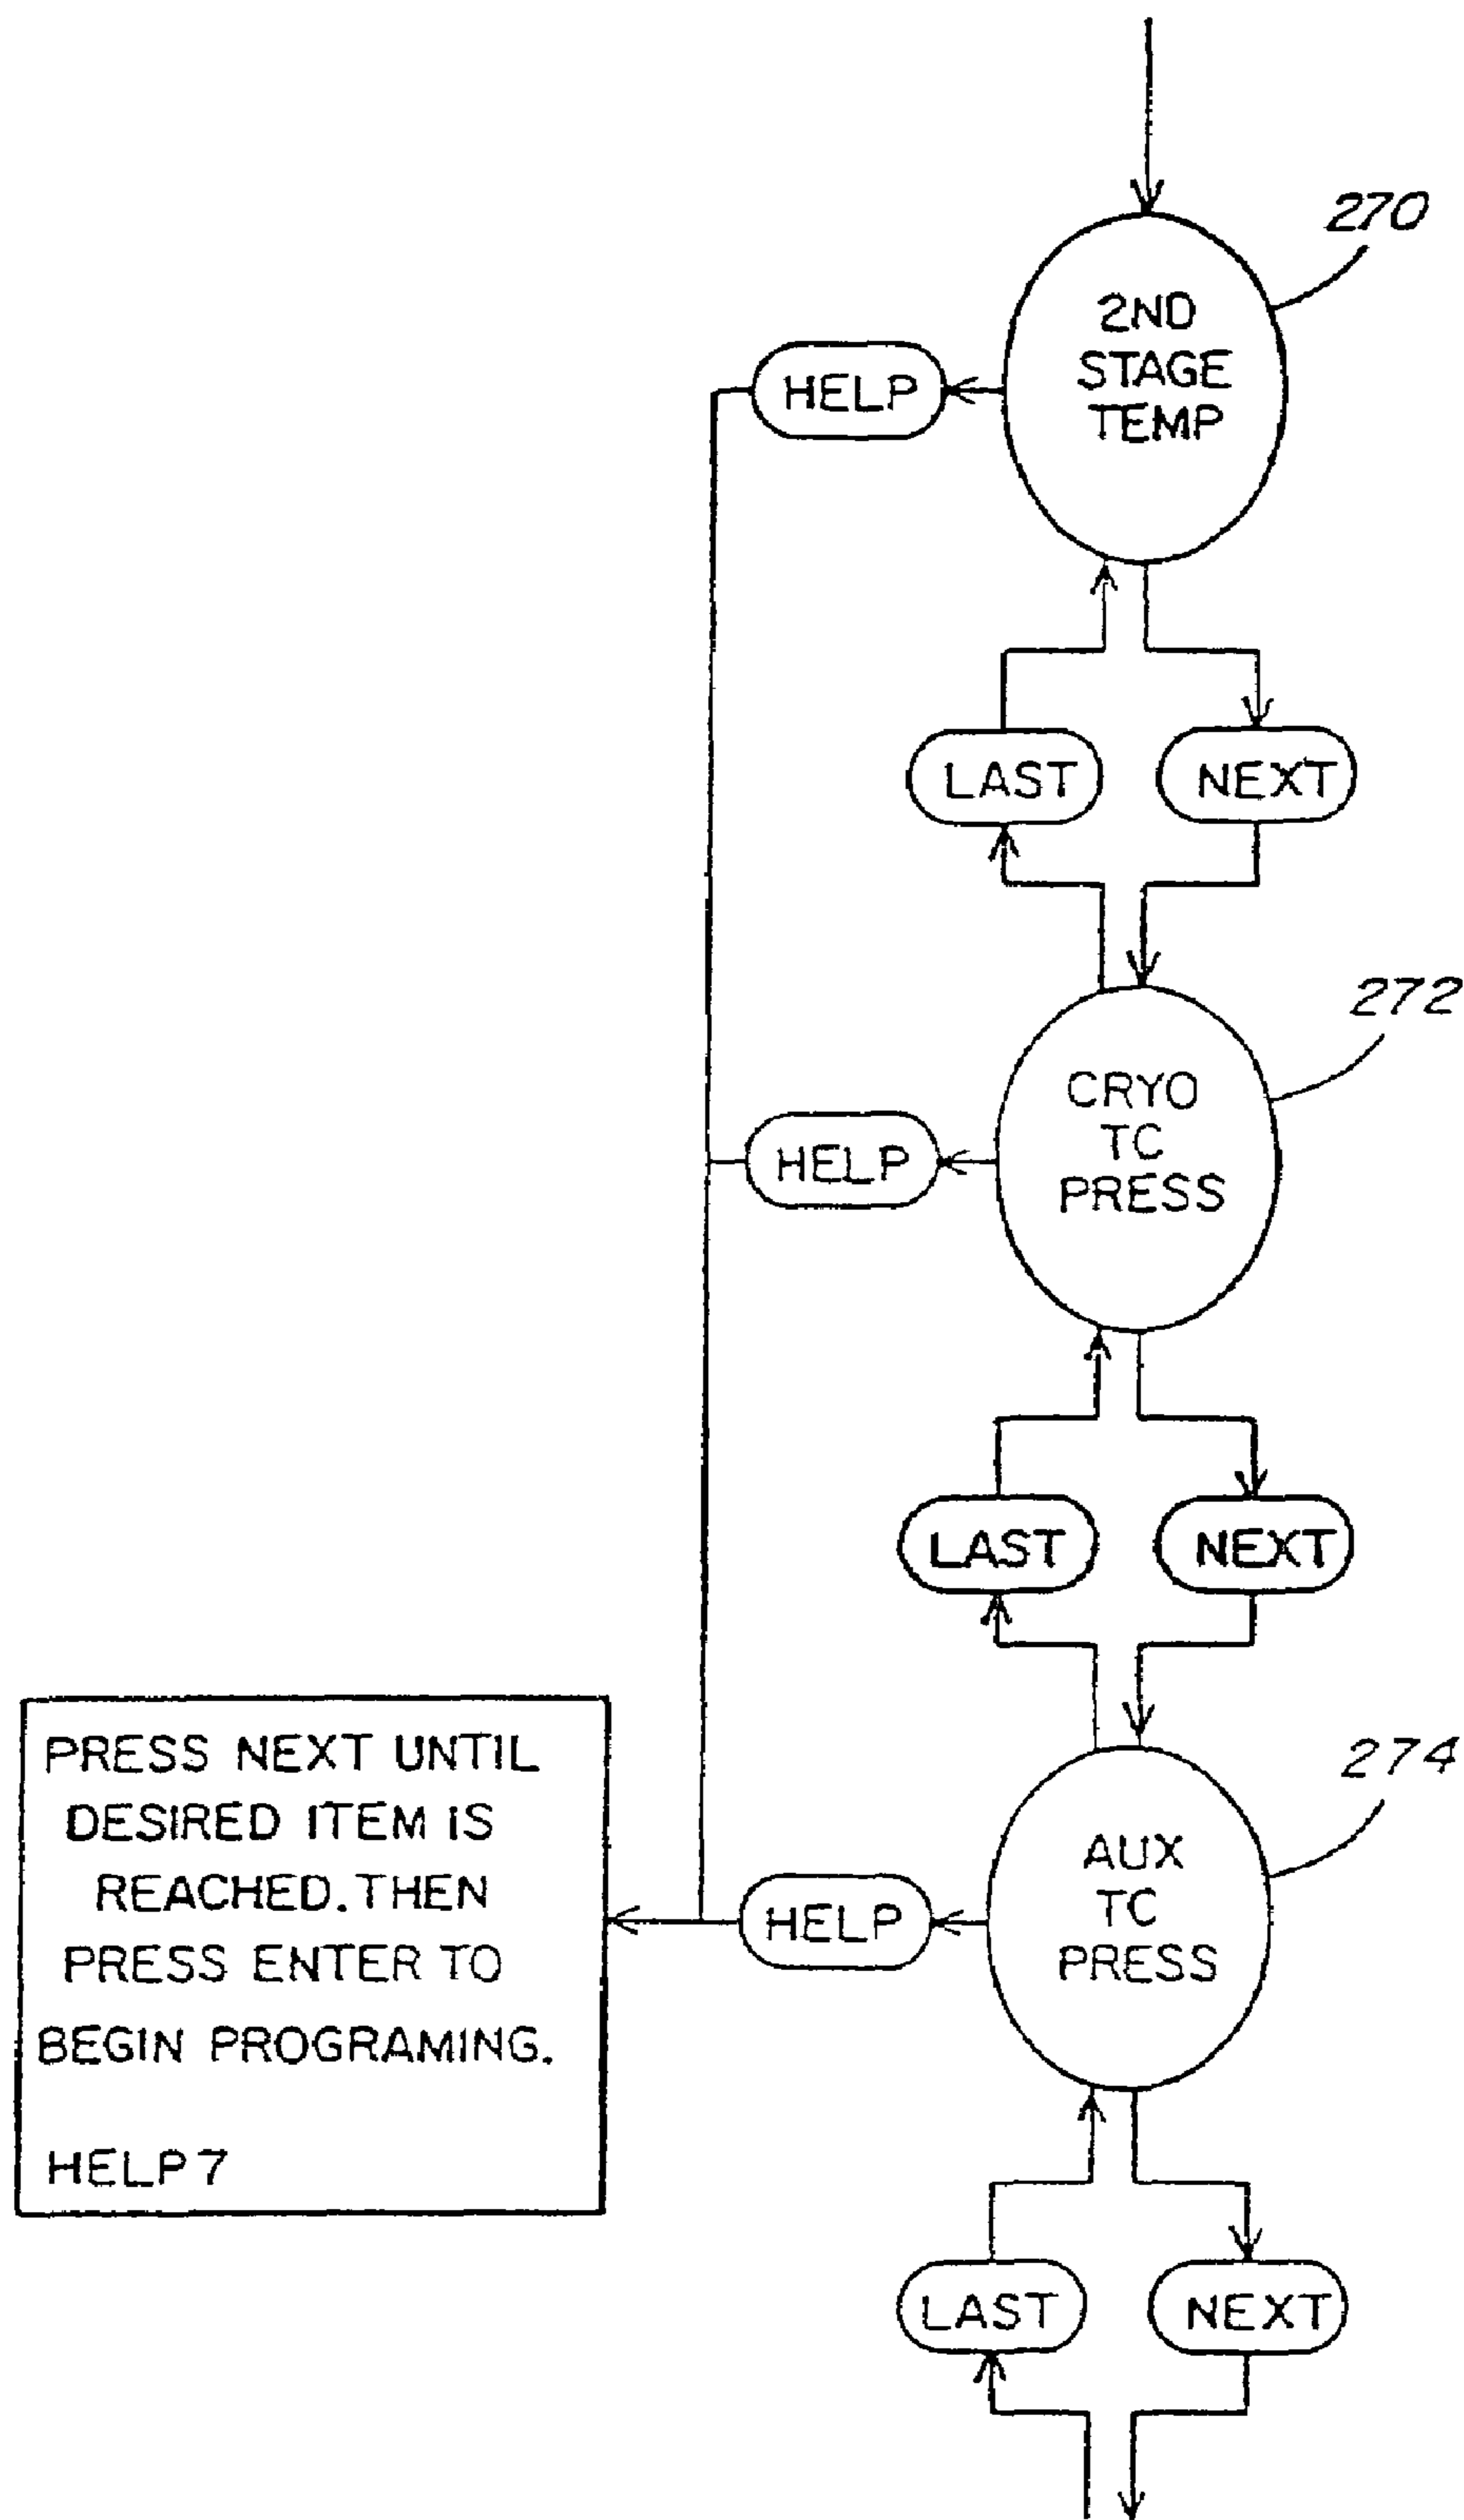 270
2ND
STAGE
TEMP
HELP
LAST
NEXT
272
CRYO
TC
PRESS
HELP
LAST
NEXT
274
AUX
TC
PRESS
HELP
PRESS NEXT UNTIL
DESIRED ITEM IS
REACHED. THEN
PRESS ENTER TO
BEGIN PROGRAMING.
HELP 7
LAST
NEXT